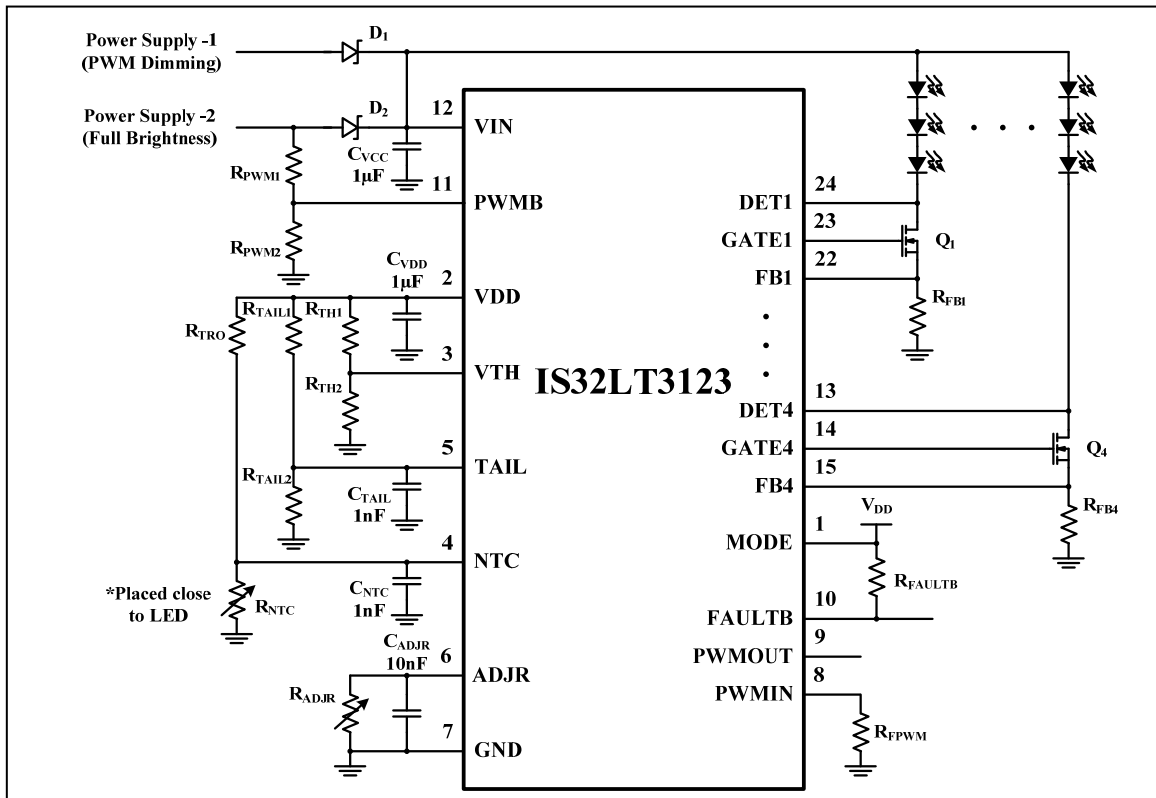 Power Supply -1
(PWM Dimming)
D1
Power Supply -2
(Full Brightness)
D2
12
VIN
CVCC
1μF
RPWM1
11
PWMB
RPWM2
CVDD
1μF
2
VDD
RTRO
RTAIL1
RTH1
3
VTH
RTH2
5
TAIL
RTAIL2
CTAIL
1nF
4
NTC
*Placed close
to LED
RNTC
CNTC
1nF
CADJR
10nF
6
ADJR
RADJR
7
GND
IS32LT3123
24
DET1
23
GATE1
Q1
22
FB1
RFB1
13
DET4
14
GATE4
Q4
15
FB4
RFB4
VDD
1
MODE
RFAULTB
10
FAULTB
9
PWMOUT
8
PWMIN
RFPWM